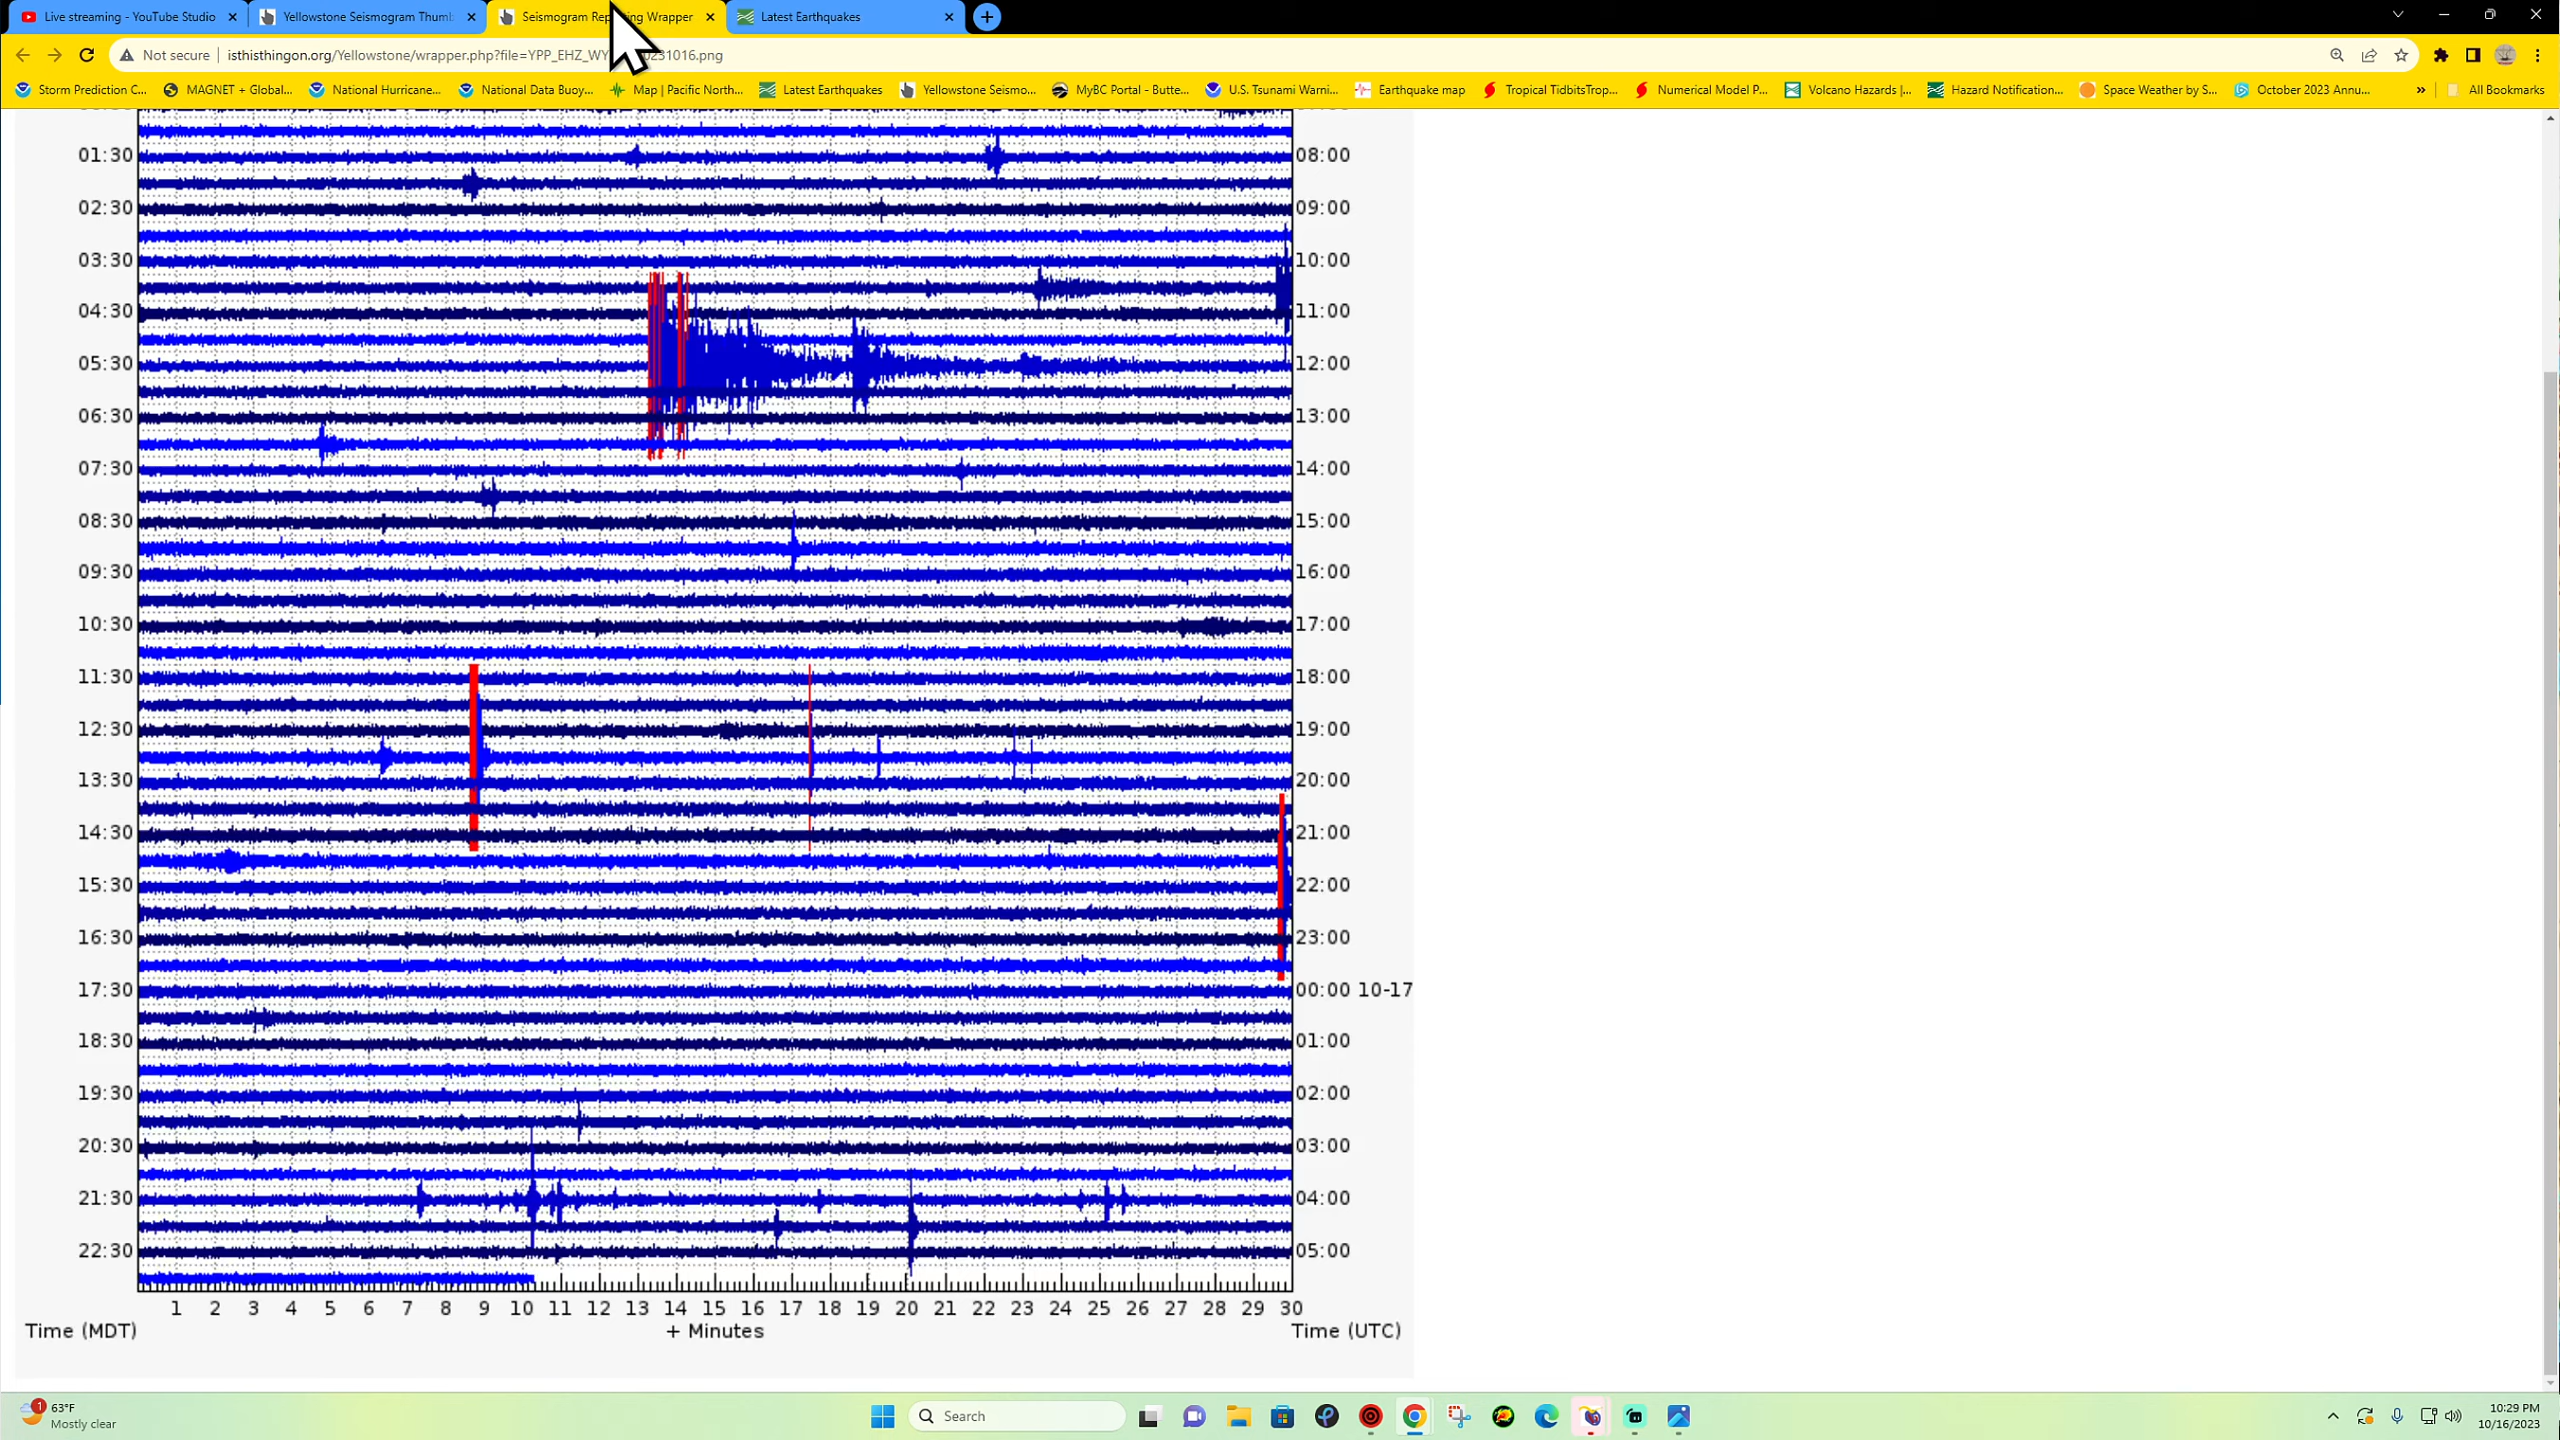 Live streaming - YouTube Studio
Yellowstone Seismogram Thumb
Seismogram Rep ing Wrapper
Latest Earthquakes
Not secure
isthisthingon.org/Yellowstone/wrapper.php?file=YPP_EHZ_WY 0231016.png
Storm Prediction C...
MAGNET + Global...
National Hurricane...
National Data Buoy...
Map | Pacific North...
Latest Earthquakes
Yellowstone Seismo...
MyBC Portal - Butte...
U.S. Tsunami Warni...
Earthquake map
Tropical TidbitsTrop...
Numerical Model P...
Volcano Hazards |...
Hazard Notification...
Space Weather by S...
October 2023 Annu...
»
All Bookmarks
01:30 08:00
02:30 09:00
03:30 10:00
04:30 11:00
05:30 12:00
06:30 13:00
07:30 14:00
08:30 15:00
09:30 16:00
10:30 17:00
11:30 18:00
12:30 19:00
13:30 20:00
14:30 21:00
15:30 22:00
16:30 23:00
17:30 00:00 10-17
18:30 01:00
19:30 02:00
20:30 03:00
21:30 04:00
22:30 05:00
1 2 3 4 5 6 7 8 9 10 11 12 13 14 15 16 17 18 19 20 21 22 23 24 25 26 27 28 29 30
Time (MDT) + Minutes Time (UTC)
1
63°F
Mostly clear
Search
10:29 PM
10/16/2023